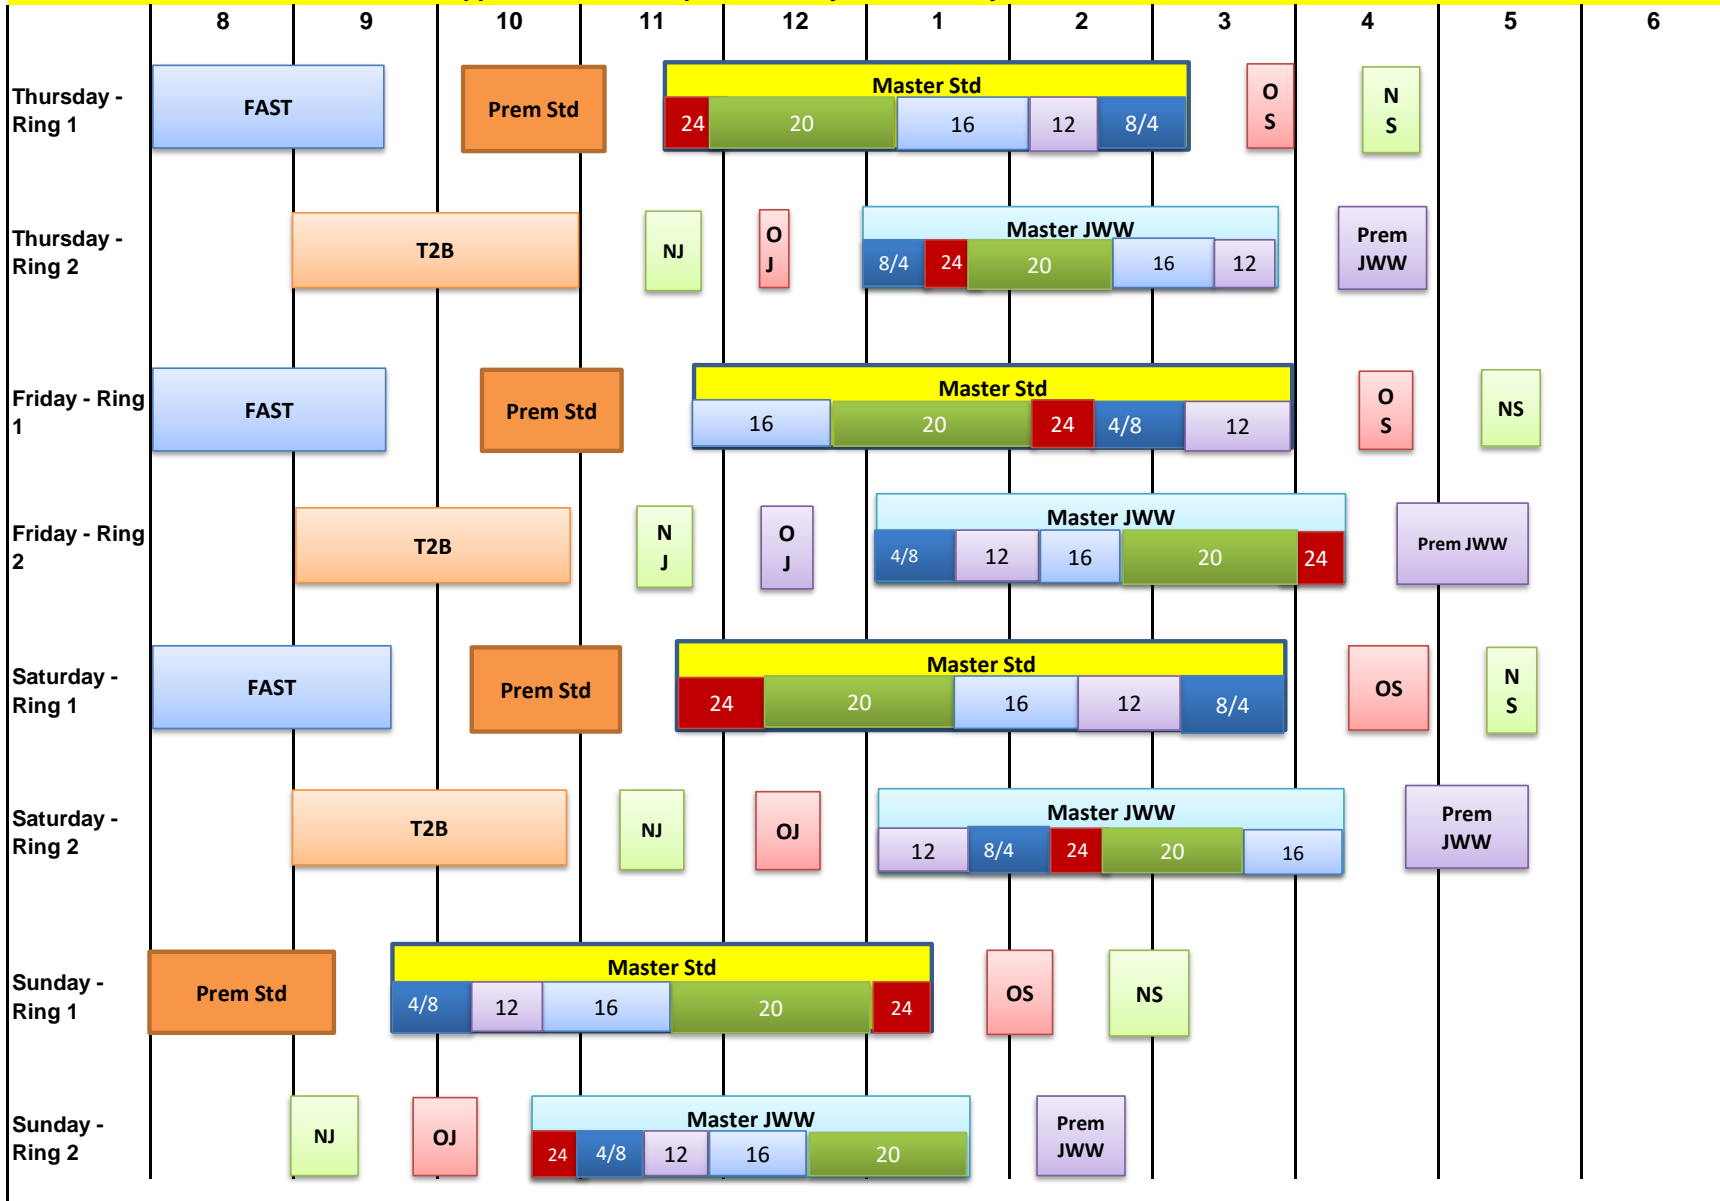 8 9 10 11 12 1 2 3 4 5 6
Thursday -
Ring 1
FAST
Prem Std
Master Std
24 20 16 12 8/4
O
S
N
S
Thursday -
Ring 2
T2B
NJ
O
J
Master JWW
8/4 24 20 16 12
Prem
JWW
Friday - Ring
1
FAST
Prem Std
Master Std
16 20 24 4/8 12
O
S
NS
Friday - Ring
2
T2B
N
J
O
J
Master JWW
4/8 12 16 20 24
Prem JWW
Saturday -
Ring 1
FAST
Prem Std
Master Std
24 20 16 12 8/4
OS
N
S
Saturday -
Ring 2
T2B
NJ
OJ
Master JWW
12 8/4 24 20 16
Prem
JWW
Sunday -
Ring 1
Prem Std
Master Std
4/8 12 16 20 24
OS
NS
Sunday -
Ring 2
NJ
OJ
Master JWW
24 4/8 12 16 20
Prem
JWW